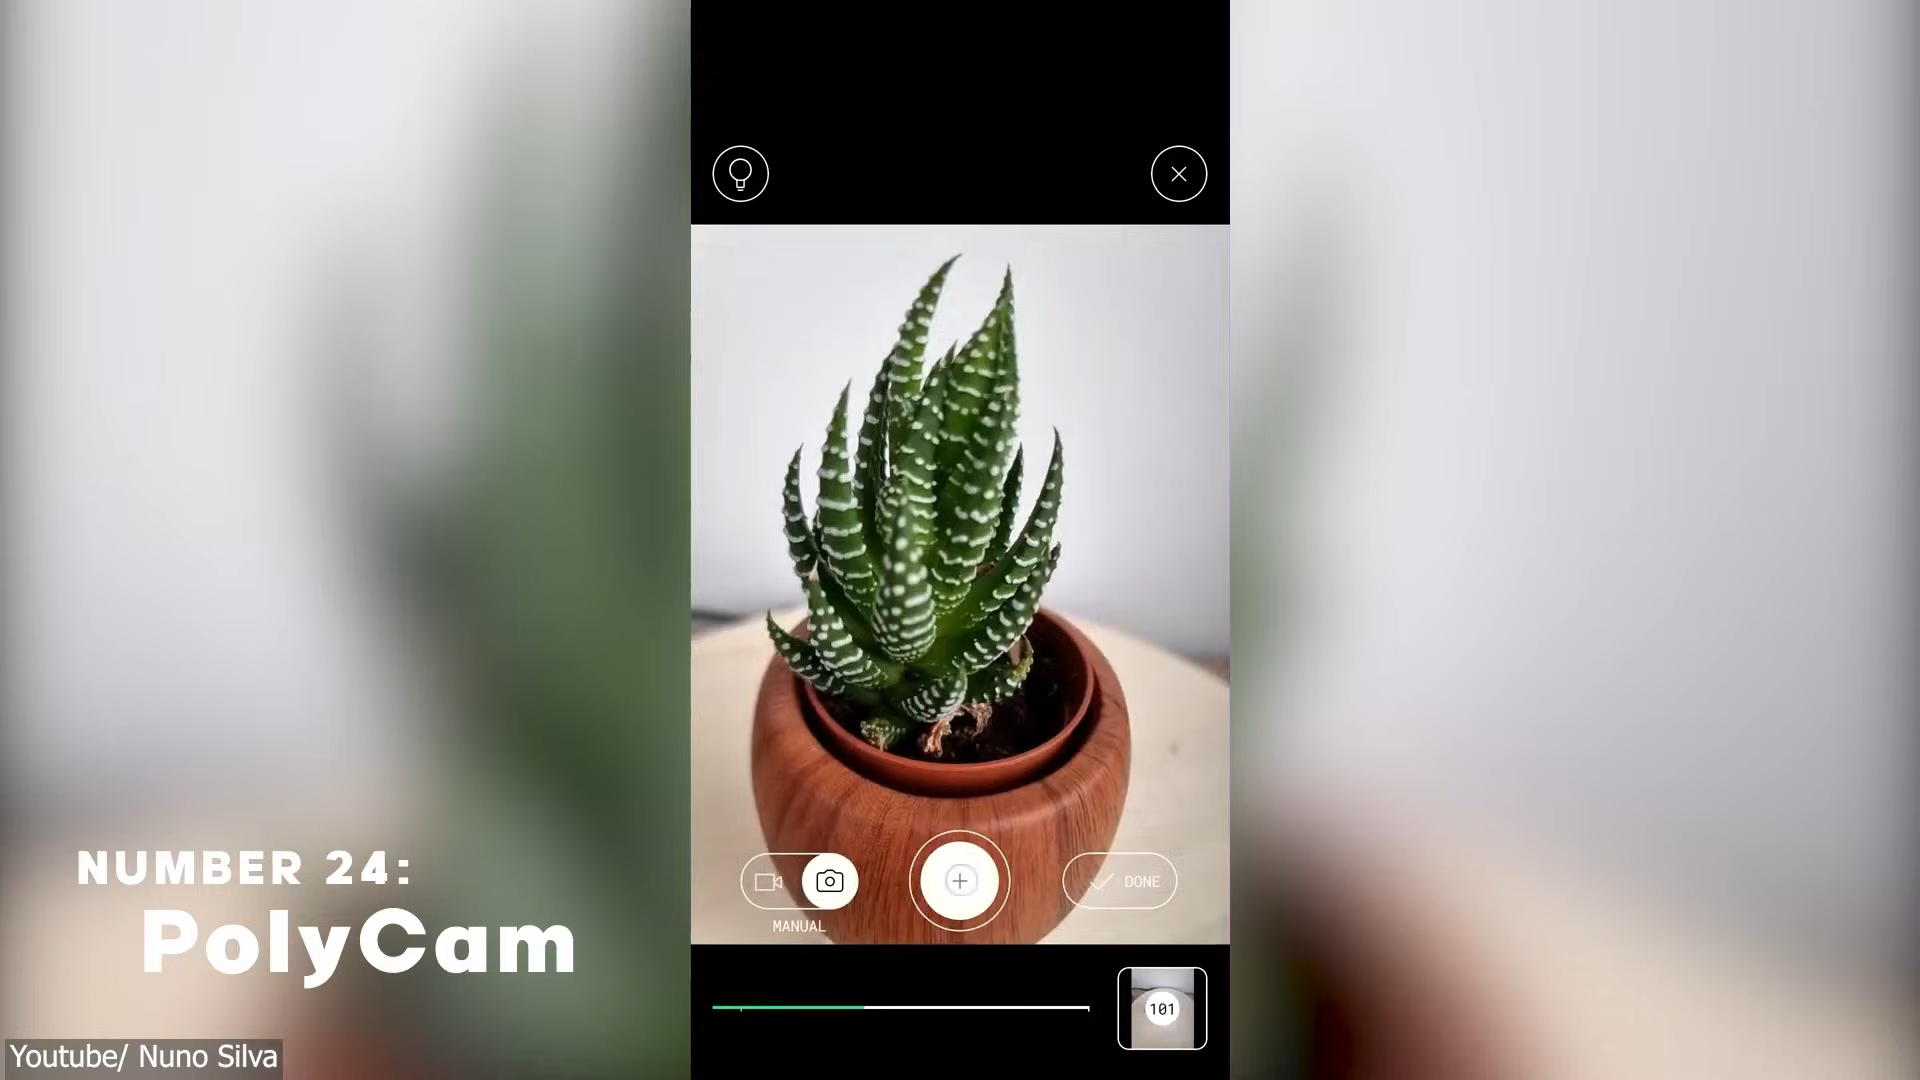 NUMBER 24:
PolyCam
DONE
MANUAL
101
Youtube/ Nuno Silva